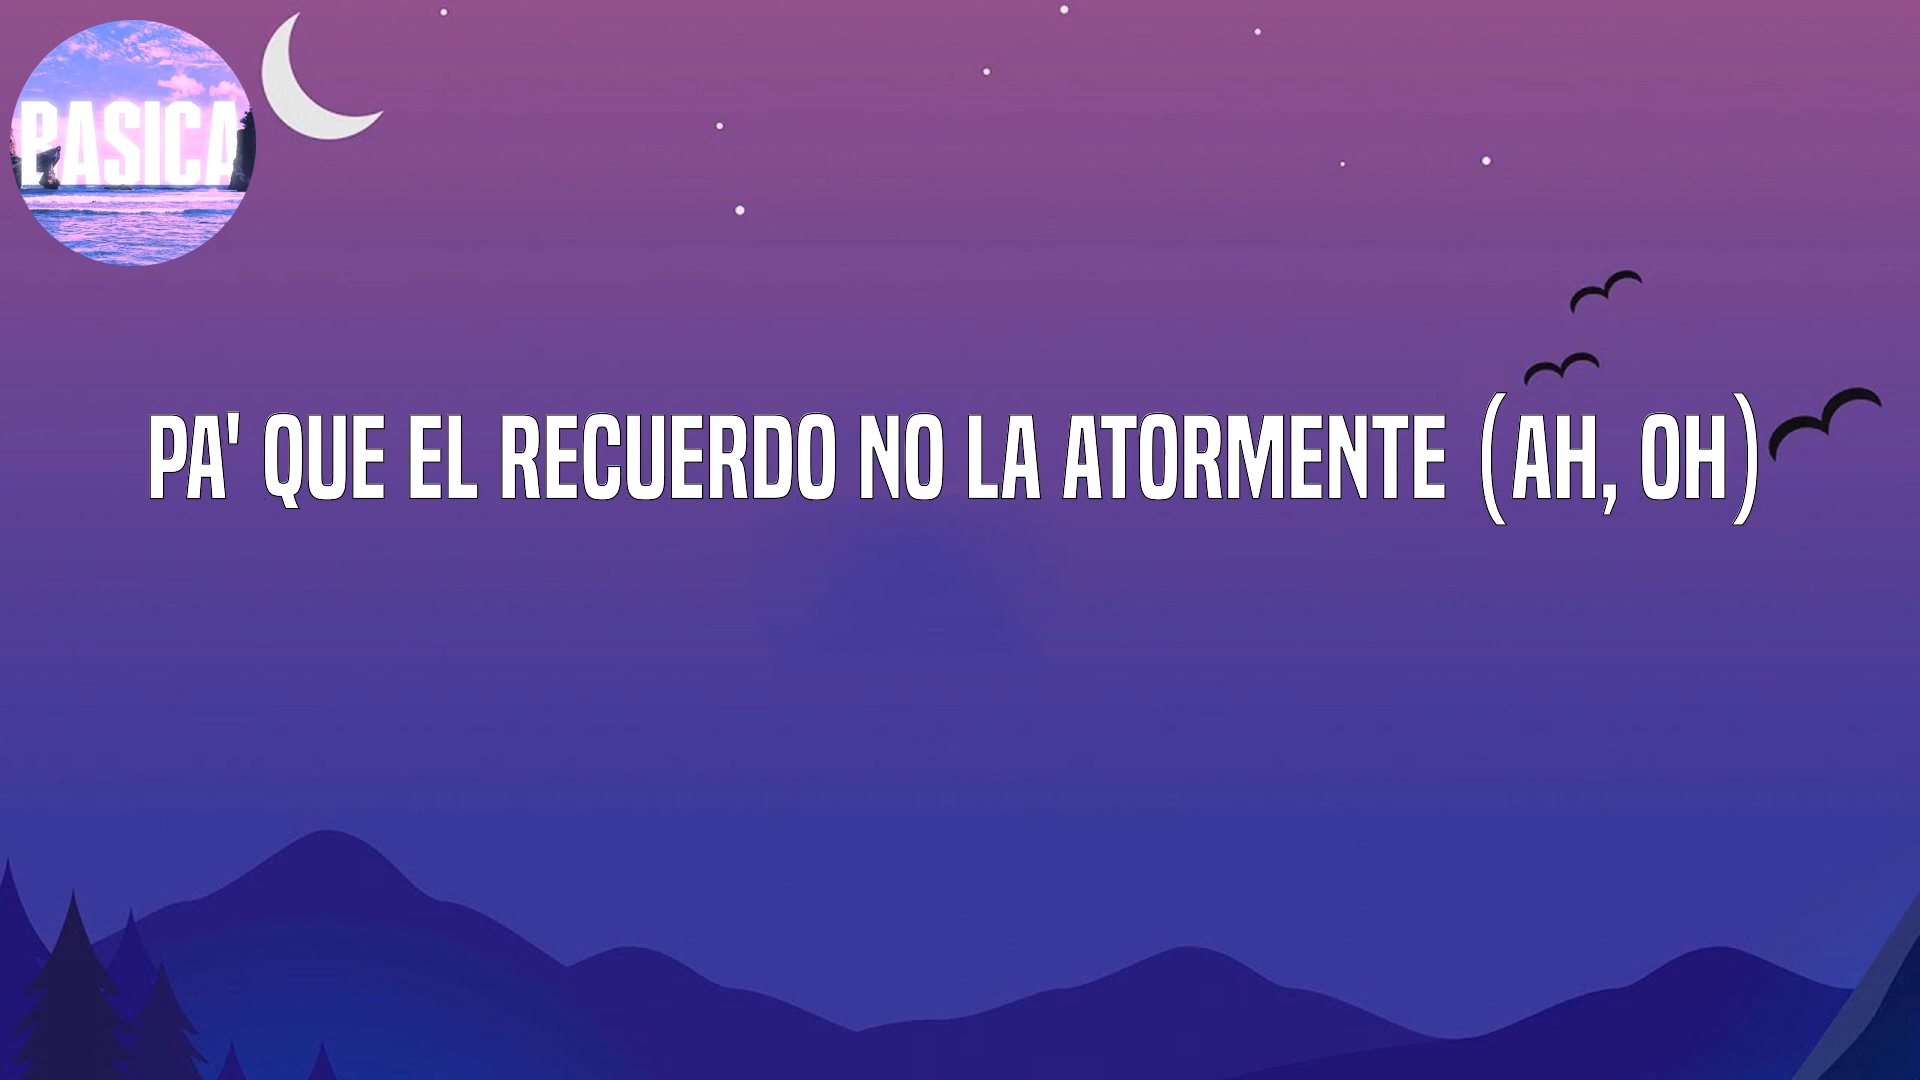 BASICA
PA' QUE EL RECUERDO NO LA ATORMENTE (AH, OH)